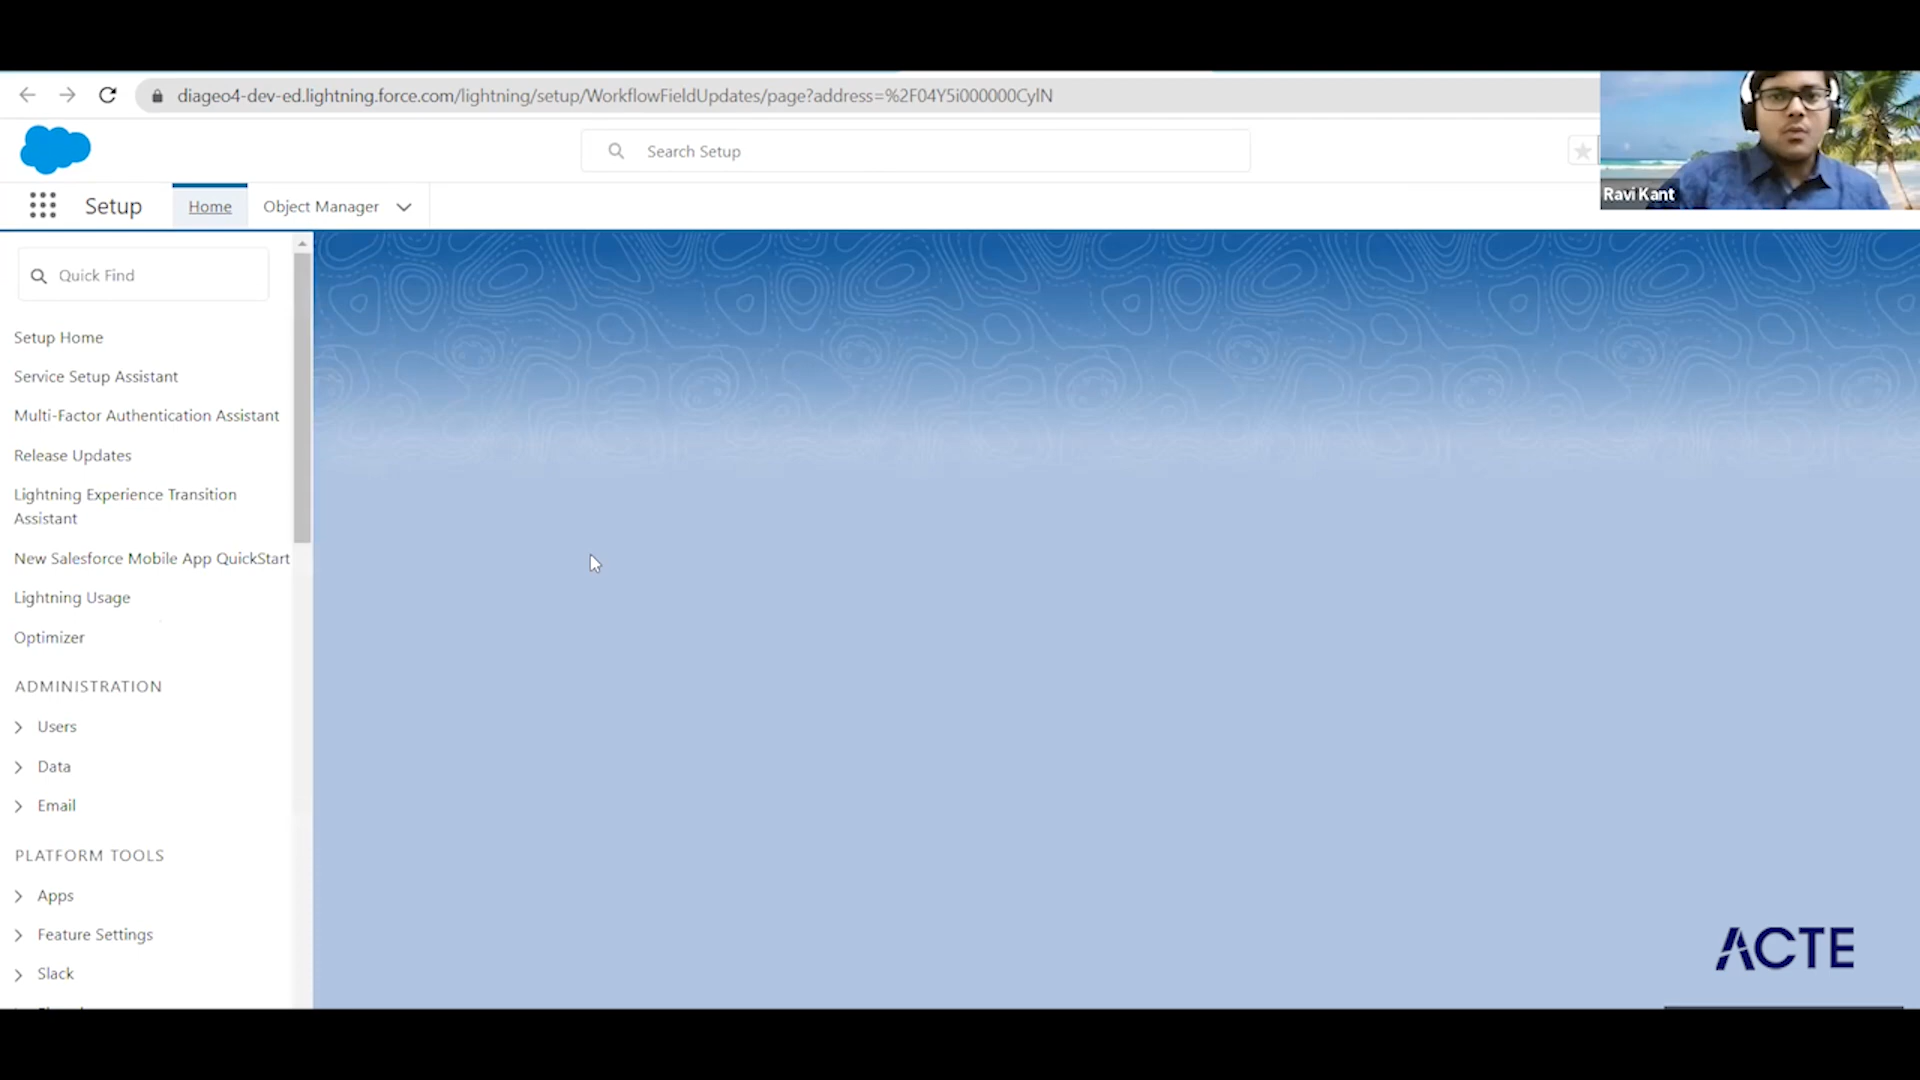 diageo4-dev-ed.lightning.force.com/lightning/setup/WorkflowFieldUpdates/page?address=%2F04Y5i000000CylN
Search Setup
Ravi Kant
Setup
Home
Object Manager
Quick Find
Setup Home
Service Setup Assistant
Multi-Factor Authentication Assistant
Release Updates
Lightning Experience Transition
Assistant
New Salesforce Mobile App QuickStart
Lightning Usage
Optimizer
ADMINISTRATION
Users
Data
Email
PLATFORM TOOLS
Apps
Feature Settings
Slack
ACTE